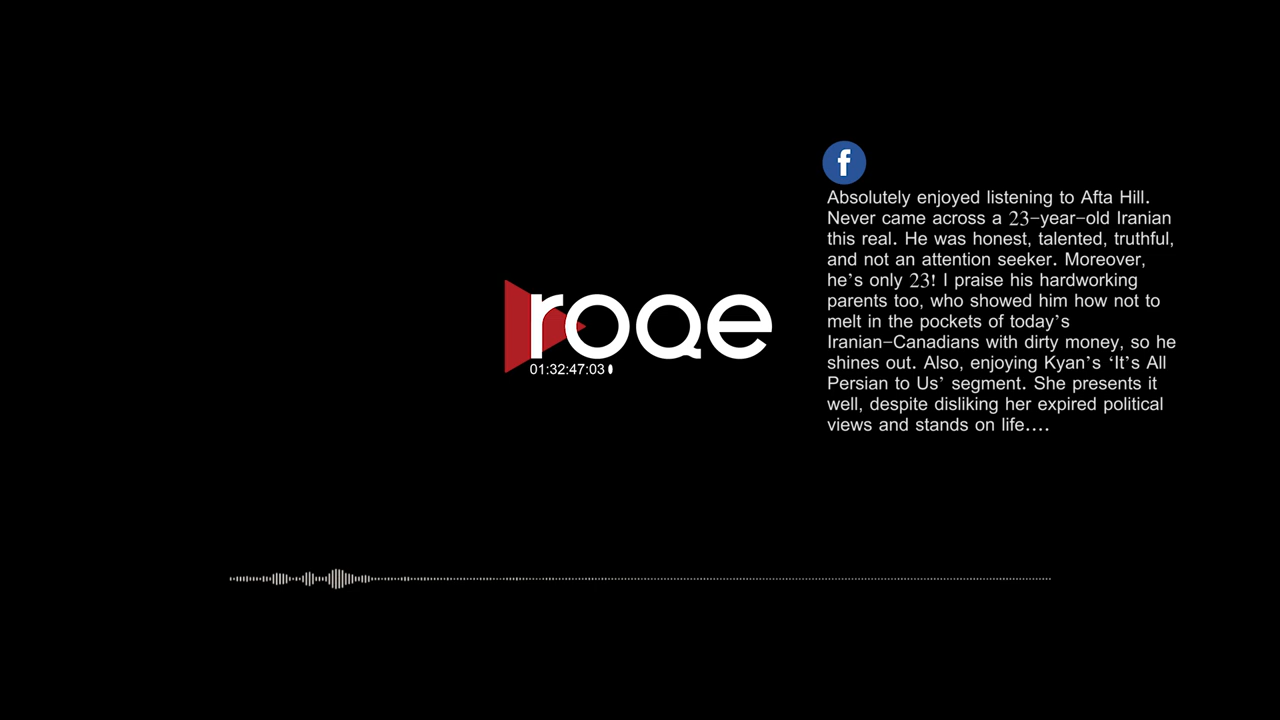 roqe
01:32:47:03
f
Absolutely enjoyed listening to Afta Hill.
Never came across a 23-year-old Iranian
this real. He was honest, talented, truthful,
and not an attention seeker. Moreover,
he's only 23! I praise his hardworking
parents too, who showed him how not to
melt in the pockets of today's
Iranian-Canadians with dirty money, so he
shines out. Also, enjoying Kyan's ‘It's All
Persian to Us’ segment. She presents it
well, despite disliking her expired political
views and stands on life....